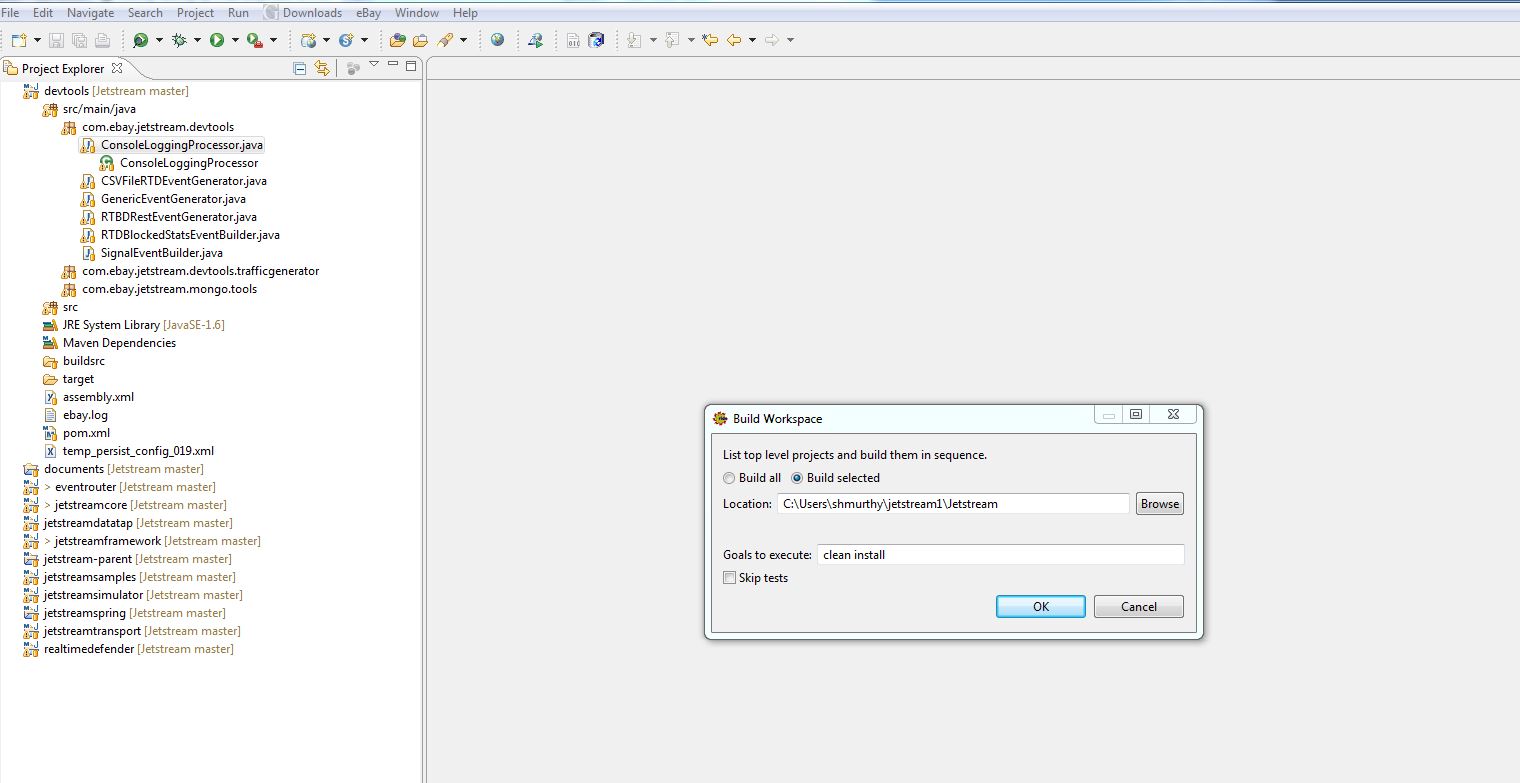 File Edit Navigate Search Project Run Downloads eBay Window Help
Project Explorer
devtools [Jetstream master]
src/main/java
com.ebay.jetstream.devtools
ConsoleLoggingProcessor.java
ConsoleLoggingProcessor
CSVFileRTDEventGenerator.java
GenericEventGenerator.java
RTBDRestEventGenerator.java
RTDBlockedStatsEventBuilder.java
SignalEventBuilder.java
com.ebay.jetstream.devtools.trafficgenerator
com.ebay.jetstream.mongo.tools
src
JRE System Library [JavaSE-1.6]
Maven Dependencies
buildsrc
target
assembly.xml
ebay.log
pom.xml
temp_persist_config_019.xml
documents [Jetstream master]
> eventrouter [Jetstream master]
> jetstreamcore [Jetstream master]
jetstreamdatatap [Jetstream master]
> jetstreamframework [Jetstream master]
jetstream-parent [Jetstream master]
jetstreamsamples [Jetstream master]
jetstreamsimulator [Jetstream master]
jetstreamspring [Jetstream master]
jetstreamtransport [Jetstream master]
realtimedefender [Jetstream master]
Build Workspace
List top level projects and build them in sequence.
Build all Build selected
Location: C:\Users\shmurthy\jetstream1\Jetstream Browse
Goals to execute: clean install
Skip tests
OK Cancel